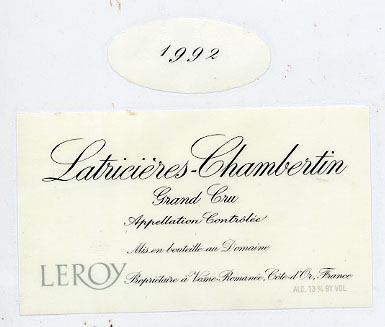 1992
Latricières-Chambertin
Grand Cru
Appellation Contrôlée
Mis en bouteille au Domaine
LEROY Propriétaire à Vosne-Romanée, Côte-d'Or, France
ALC. 13 % BY VOL.